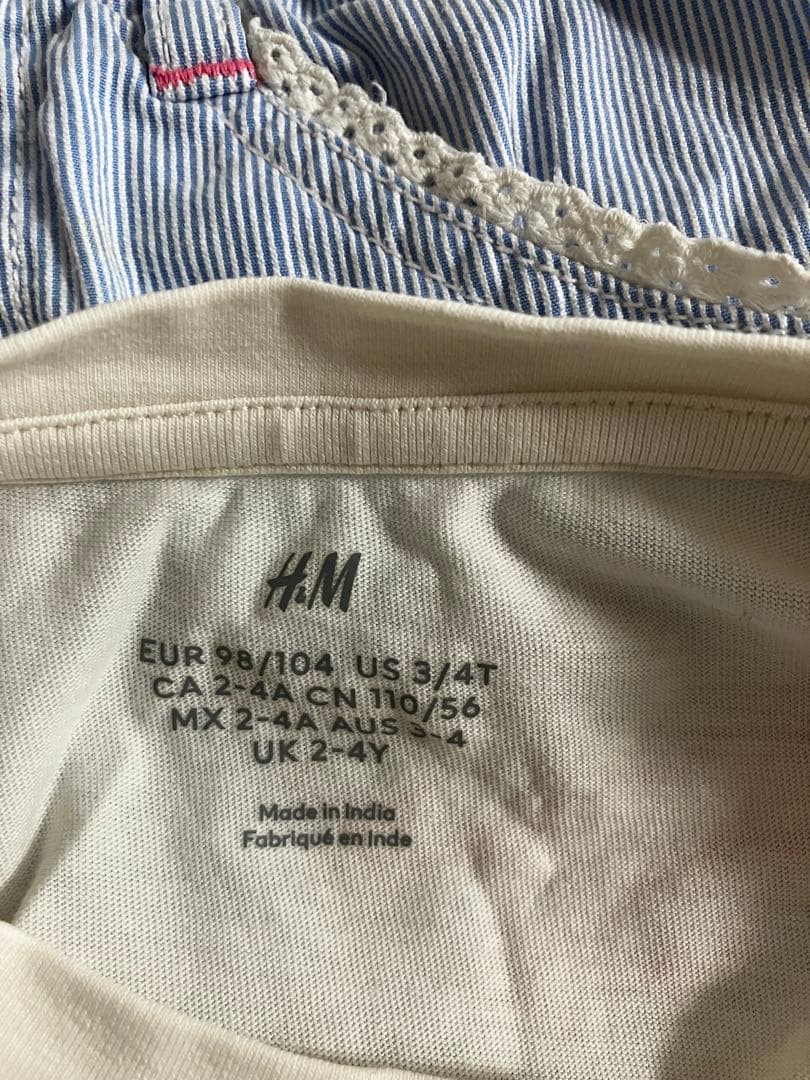 H&M
EUR 98/104 US 3/4T
CA 2-4A CN 110/56
MX 2-4A AUS 3-4
UK 2-4Y
Made in India
Fabriqué en Inde